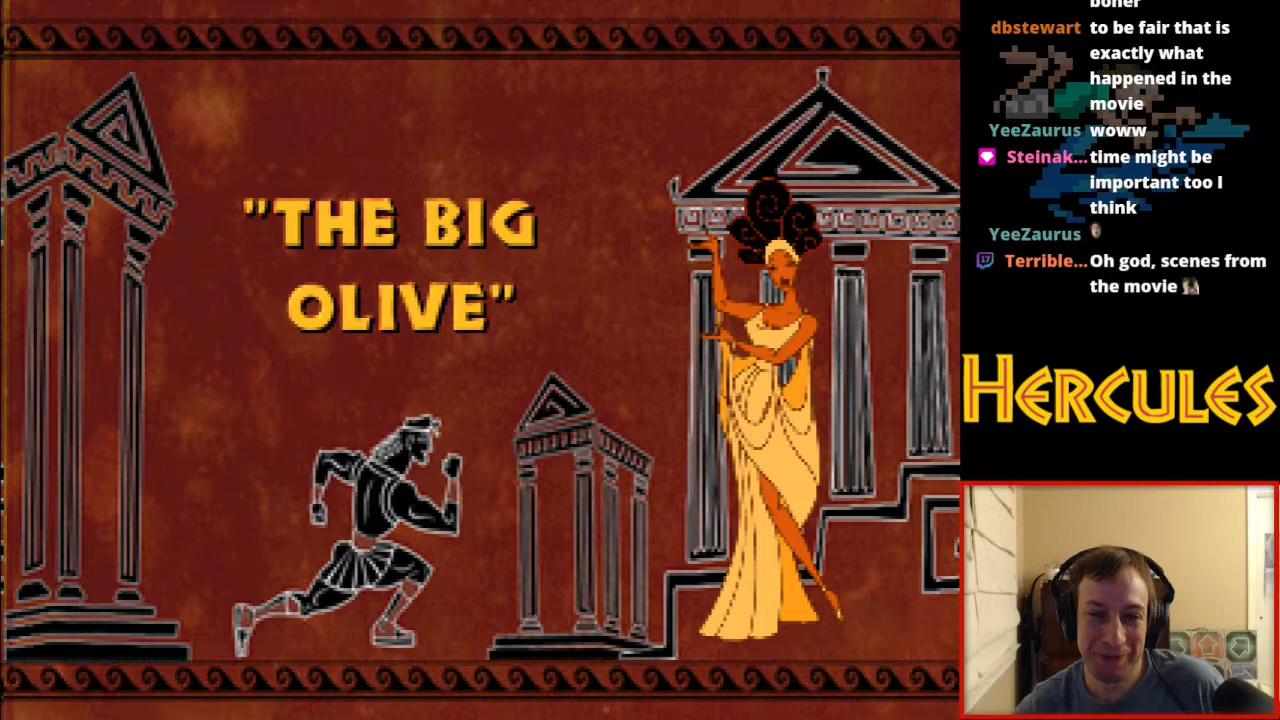 "THE BIG
OLIVE"
boner
dbstewart to be fair that is
exactly what
happened in the
movie
YeeZaurus woww
Steinak... time might be
important too I
think
YeeZaurus
Terrible... Oh god, scenes from
the movie
HERCULES